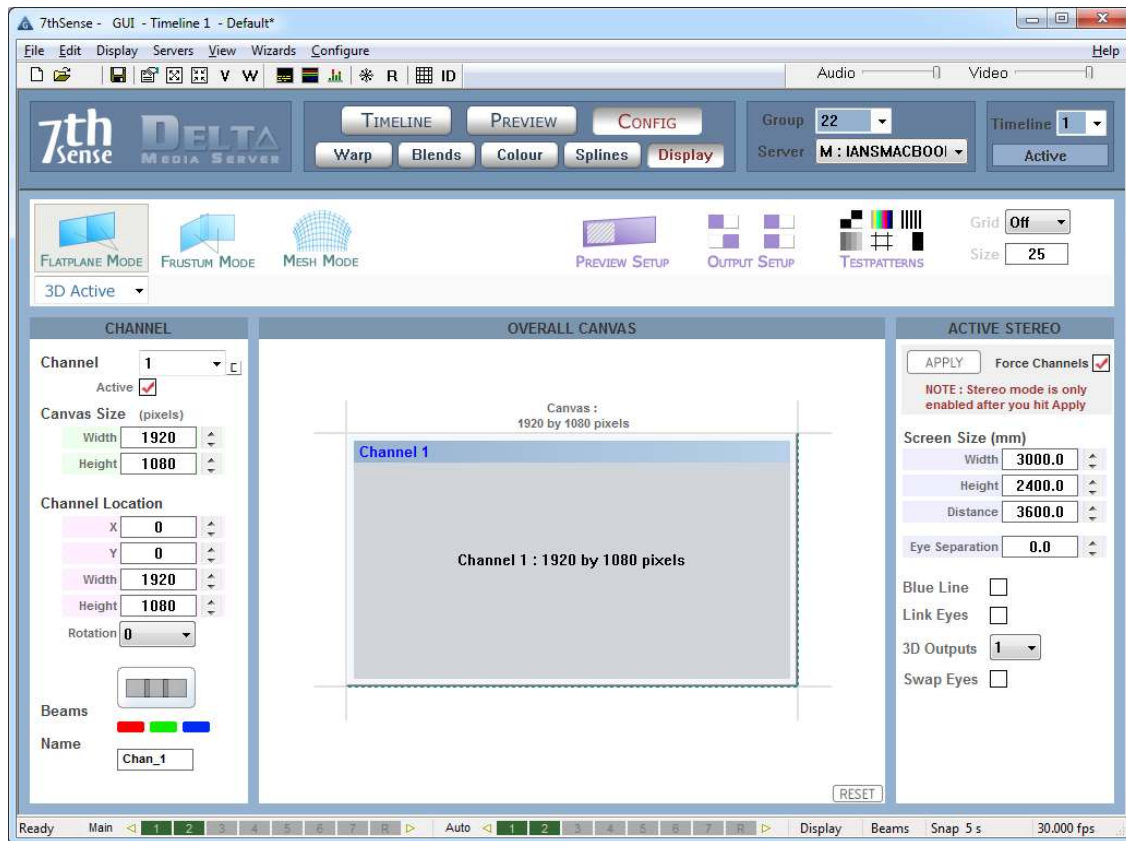 7thSense - GUI - Timeline 1 - Default*
File Edit Display Servers View Wizards Configure Help
V W R ID Audio Video
7th Sense DELTA MEDIA SERVER
TIMELINE PREVIEW CONFIG
Warp Blends Colour Splines Display
Group 22
Server M : IANSMACBOO
Timeline 1
Active
FLATPLANE MODE FRUSTUM MODE MESH MODE PREVIEW SETUP OUTPUT SETUP TESTPATTERNS
Grid Off
Size 25
3D Active
CHANNEL
Channel 1
Active
Canvas Size (pixels)
Width 1920
Height 1080
Channel Location
X 0
Y 0
Width 1920
Height 1080
Rotation 0
Beams
Name
Chan_1
OVERALL CANVAS
Canvas :
1920 by 1080 pixels
Channel 1
Channel 1 : 1920 by 1080 pixels
RESET
ACTIVE STEREO
APPLY Force Channels
NOTE : Stereo mode is only
enabled after you hit Apply
Screen Size (mm)
Width 3000.0
Height 2400.0
Distance 3600.0
Eye Separation 0.0
Blue Line
Link Eyes
3D Outputs 1
Swap Eyes
Ready Main 1 2 3 4 5 6 7 R Auto 1 2 3 4 5 6 7 R Display Beams Snap 5 s 30.000 fps